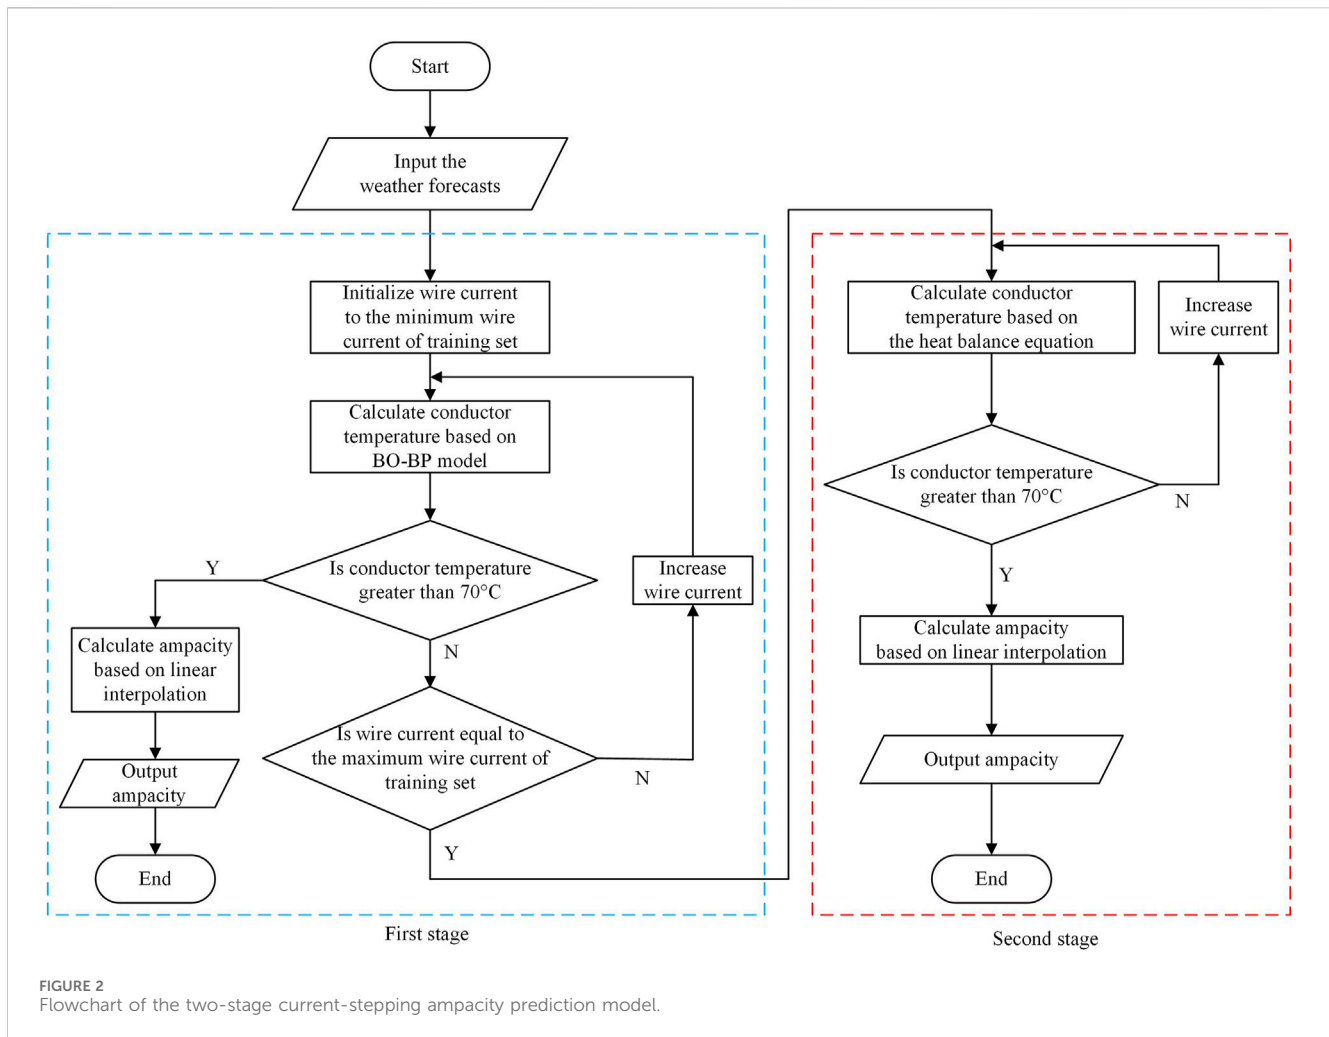 Start
Input the
weather forecasts
Initialize wire current
to the minimum wire
current of training set
Calculate conductor
temperature based on
BO-BP model
Is conductor temperature
greater than 70°C
Y
N
Increase
wire current
Calculate ampacity
based on linear
interpolation
Is wire current equal to
the maximum wire current of
training set
N
Y
Output
ampacity
End
First stage
Calculate conductor
temperature based on
the heat balance equation
Increase
wire current
Is conductor temperature
greater than 70°C
N
Y
Calculate ampacity
based on linear interpolation
Output ampacity
End
Second stage
FIGURE 2
Flowchart of the two-stage current-stepping ampacity prediction model.